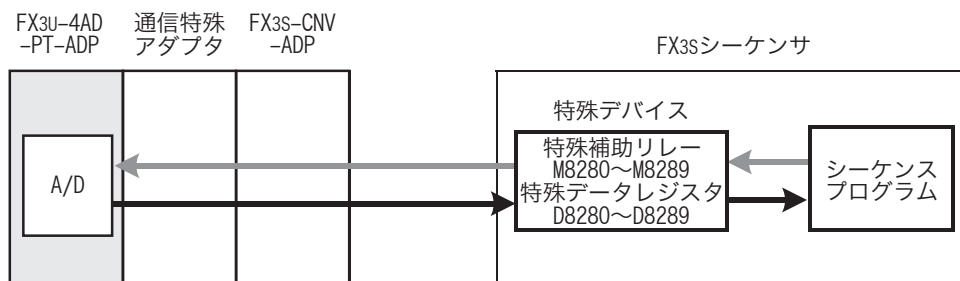 FX3U-4AD
-PT-ADP
通信特殊
アダプタ
FX3S-CNV
-ADP
FX3Sシーケンサ
特殊デバイス
A/D
特殊補助リレー
M8280～M8289
特殊データレジスタ
D8280～D8289
シーケンス
プログラム